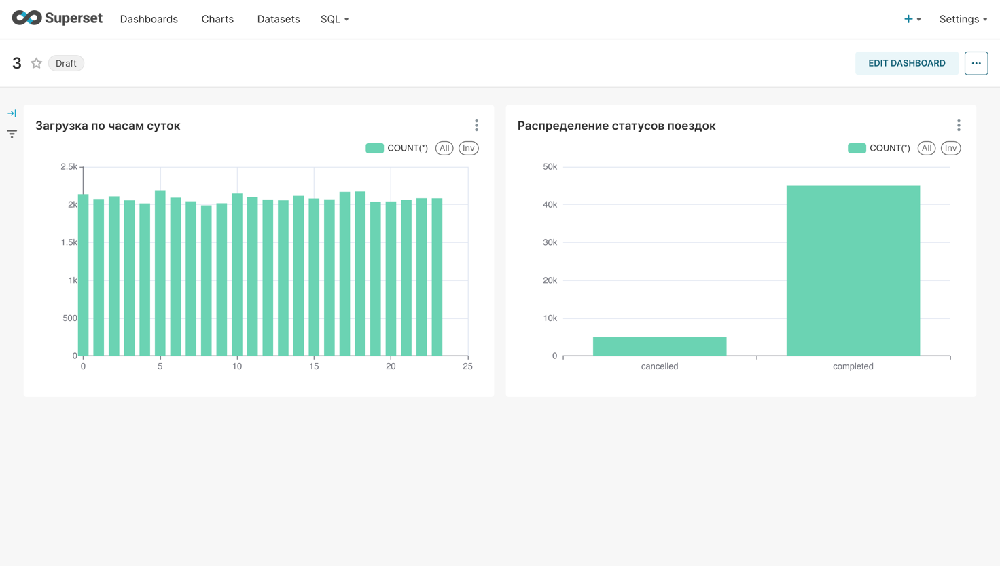 Superset Dashboards Charts Datasets SQL Settings
3 Draft EDIT DASHBOARD
Загрузка по часам суток
COUNT(*) All Inv
2.5k
2k
1.5k
1k
500
0
0 5 10 15 20 25
Распределение статусов поездок
COUNT(*) All Inv
50k
40k
30k
20k
10k
0
cancelled completed